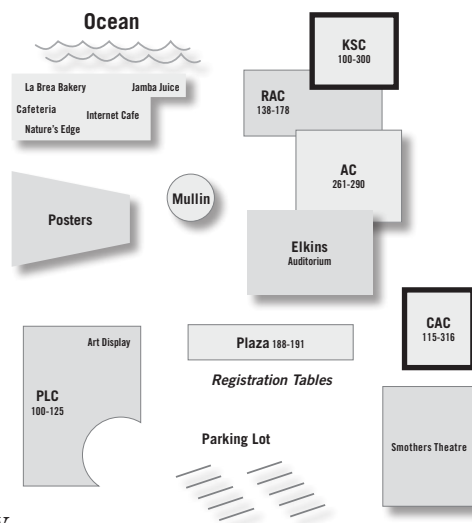 Ocean
KSC
100-300
La Brea Bakery
Jamba Juice
RAC
138-178
Cafeteria
Internet Cafe
Nature's Edge
AC
261-290
Mullin
Posters
Elkins
Auditorium
CAC
115-316
Art Display
Plaza 188-191
Registration Tables
PLC
100-125
Parking Lot
Smothers Theatre